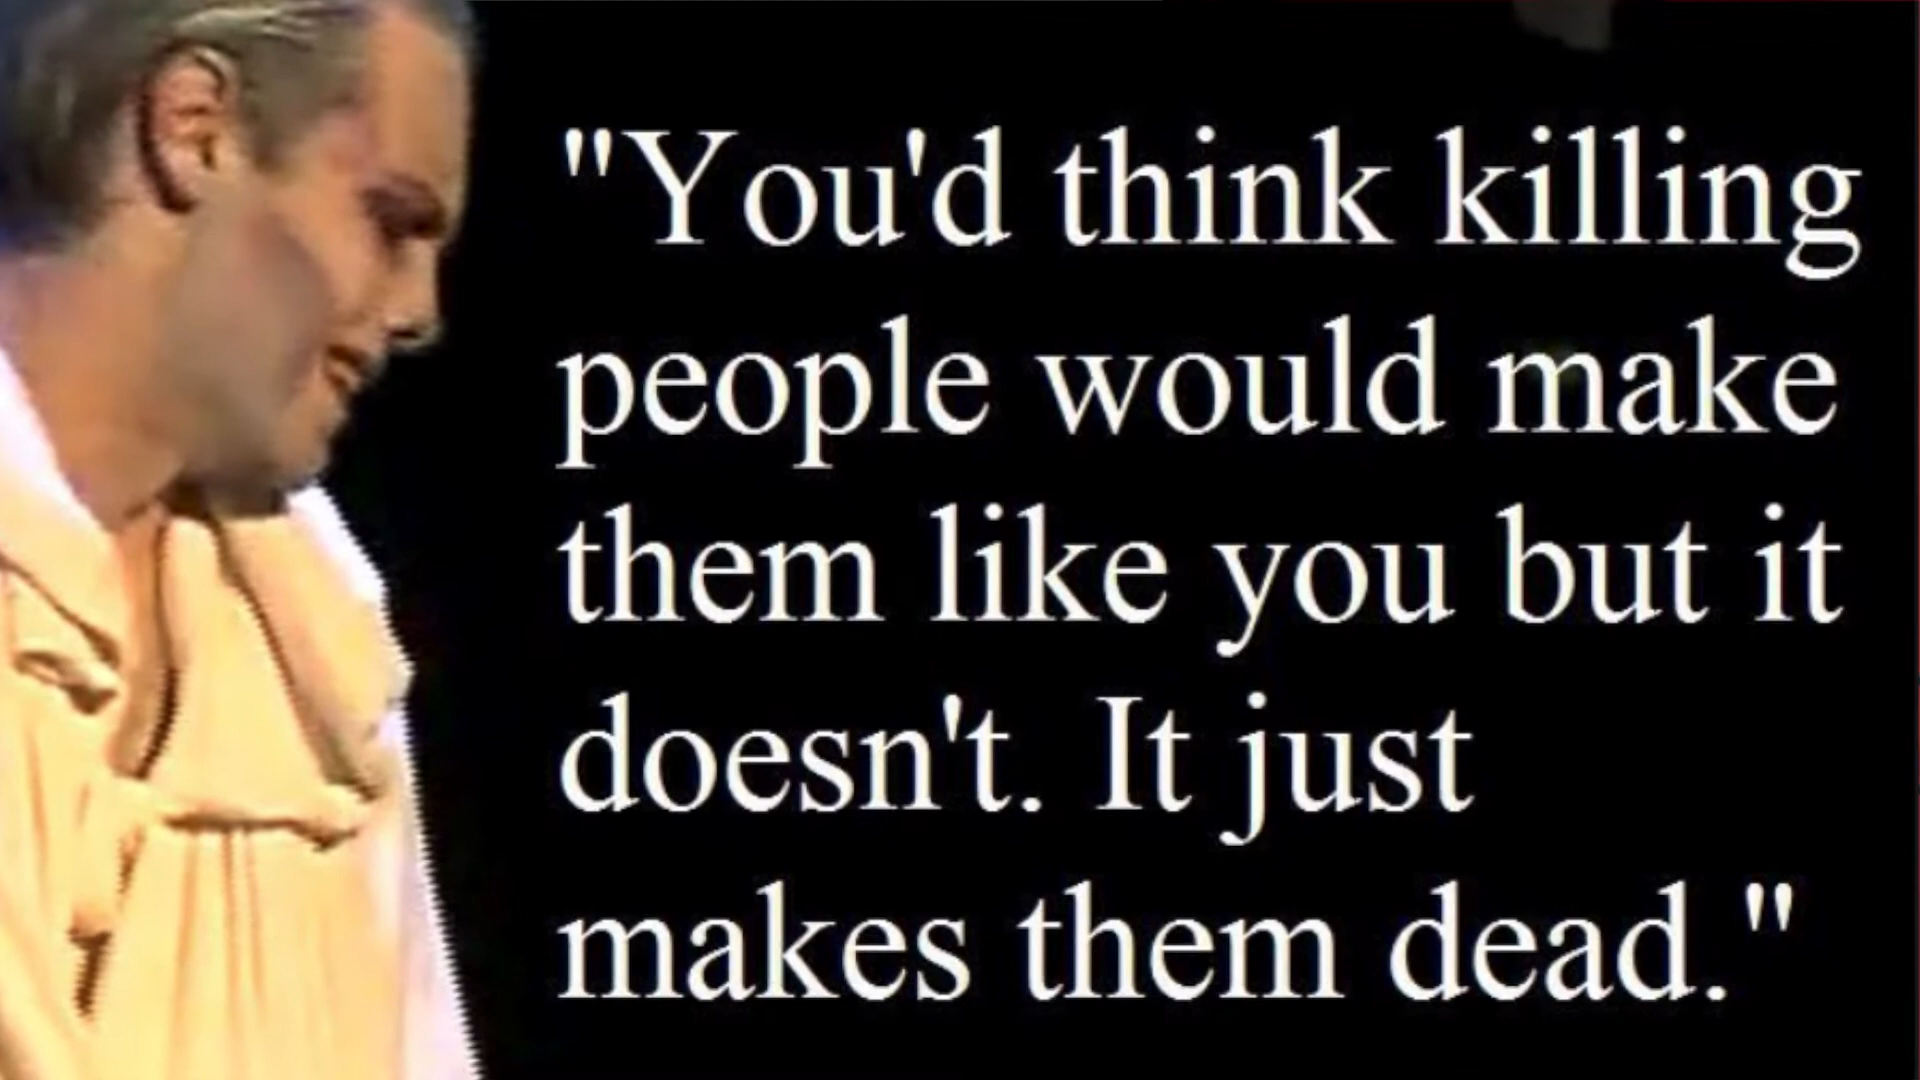 "You'd think killing
people would make
them like you but it
doesn't. It just
makes them dead."